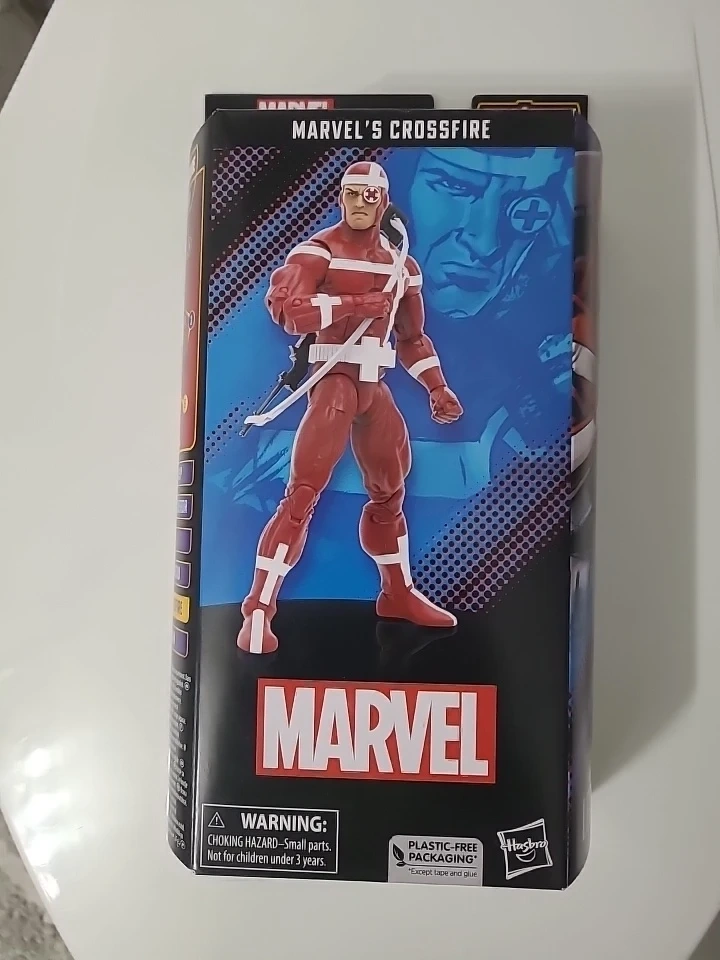 MARVEL
MARVEL'S CROSSFIRE
MARVEL
WARNING:
CHOKING HAZARD–Small parts.
Not for children under 3 years.
PLASTIC-FREE
PACKAGING*
*Except tape and glue
Hasbro